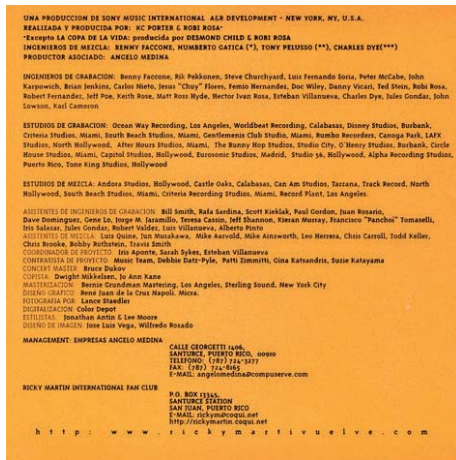 UNA PRODUCCION DE SONY MUSIC INTERNATIONAL A&R DEVELOPMENT - NEW YORK, NY, U.S.A.
REALIZADA Y PRODUCIDA POR: KC PORTER & ROBI ROSA*
*Excepto LA COPA DE LA VIDA: producida por DESMOND CHILD & ROBI ROSA
INGENIEROS DE MEZCLA: BENNY FACCONE, HUMBERTO GATICA (*), TONY PELUSSO (**), CHARLES DYE(***)
PRODUCTOR ASOCIADO: ANGELO MEDINA
INGENIEROS DE GRABACION: Benny Faccone, Rik Pekkonen, Steve Churchyard, Luis Fernando Soria, Peter McCabe, John
Karpowich, Brian Jenkins, Carlos Nieto, Jesus "Chuy" Flores, Femio Hernandez, Doc Wiley, Danny Vicari, Ted Stein, Robi Rosa,
Robert Fernandez, Jeff Poe, Keith Rose, Matt Ross Hyde, Hector Ivan Rosa, Esteban Villanueva, Charles Dye, Jules Gondar, John
Lowson, Karl Cameron
ESTUDIOS DE GRABACION: Ocean Way Recording, Los Angeles, Worldbeat Recording, Calabasas, Disney Studios, Burbank,
Criteria Studios, Miami, South Beach Studios, Miami, Gentlemenis Club Studio, Miami, Rumbo Recorders, Canoga Park, LAFX
Studios, North Hollywood, After Hours Studios, Miami, The Bunny Hop Studios, Studio City, O'Henry Studios, Burbank, Circle
House Studios, Miami, Capitol Studios, Hollywood, Eurosonic Studios, Madrid, Studio 56, Hollywood, Alpha Recording Studios,
Puerto Rico, Tone King Studios, Hollywood
ESTUDIOS DE MEZCLA: Andora Studios, Hollywood, Castle Oaks, Calabasas, Can Am Studios, Tarzana, Track Record, North
Hollywood, South Beach Studios, Miami, Criteria Recording Studios, Miami, Record Plant, Los Angeles.
ASISTENTES DE INGENIEROS DE GRABACION: Bill Smith, Rafa Sardina, Scott Kieklak, Paul Gordon, Juan Rosario,
Dave Dominguez, Gene Lo, Jorge M. Jaramillo, Teresa Cassin, Jeff Shannon, Kieran Murray, Francisco "Panchoi" Tomaselli,
Iris Salazar, Jules Gondar, Robert Valdez, Luis Villanueva, Alberto Pinto
ASISTENTES DE MEZCLA: Luis Quine, Jun Murakawa, Mike Aarvold, Mike Ainsworth, Leo Herrera, Chris Carroll, Todd Keller,
Chris Brooke, Bobby Rothstein, Travis Smith
COORDINADOR DE PROYECTO: Iris Aponte, Sarah Sykes, Esteban Villanueva
CONTRATISTA DE PROYECTO: Music Team, Debbie Datz-Pyle, Patti Zimmitti, Gina Katsandris, Suzie Katayama
CONCERT MASTER: Bruce Dukov
COPISTA: Dwight Mikkelsen, Jo Ann Kane
MASTERIZACION: Bernie Grundman Mastering, Los Angeles, Sterling Sound, New York City
DISEÑO GRAFICO: René Juan de la Cruz Napoli. Micra.
FOTOGRAFIA POR: Lance Staedler
DIGITALIZACION: Color Depot
ESTILISTAS: Jonathan Antin & Lee Moore
DISEÑO DE IMAGEN: Jose Luis Vega, Wilfredo Rosado
MANAGEMENT: EMPRESAS ANGELO MEDINA
CALLE GEORGETTI 1406,
SANTURCE, PUERTO RICO, 00910
TELEFONO: (787) 724-3277
FAX: (787) 724-8165
E-MAIL: angelomedina@compuserve.com
RICKY MARTIN INTERNATIONAL FAN CLUB
P.O. BOX 13345,
SANTURCE STATION
SAN JUAN, PUERTO RICO
E-MAIL: rickym@coqui.net
http://rickymartin.coqui.net
http: www. rickymartivuelve.com